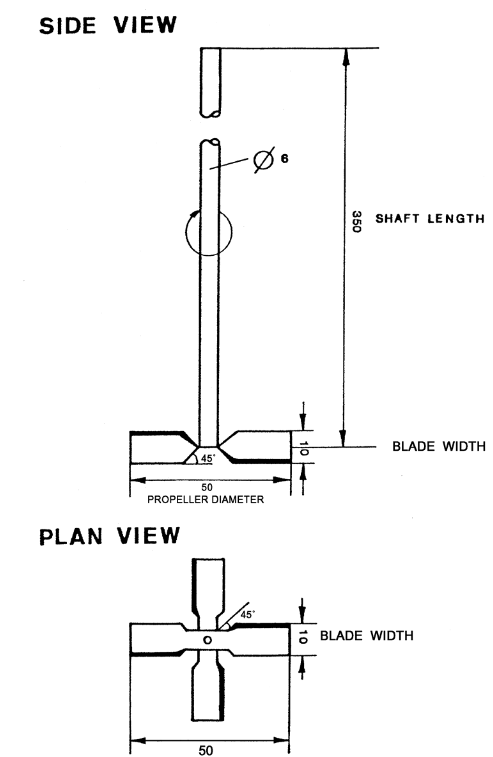 SIDE VIEW
Ø 6
350
SHAFT LENGTH
10
BLADE WIDTH
45°
50
PROPELLER DIAMETER
PLAN VIEW
45°
10
BLADE WIDTH
50